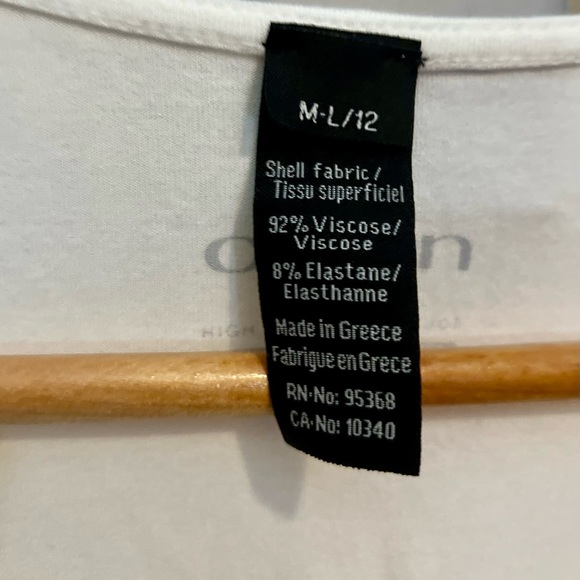 M-L/12
Shell fabric/
Tissu superficiel
92% Viscose/
Viscose
8% Elastane/
Elasthanne
Made in Greece
Fabrique en Grece
RN-No: 95368
CA-No: 10340
HIGH